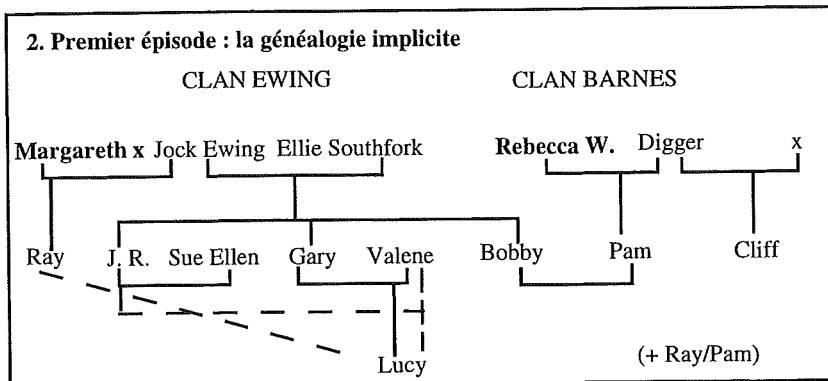 2. Premier épisode : la généalogie implicite
CLAN EWING CLAN BARNES
Margareth x Jock Ewing Ellie Southfork Rebecca W. Digger x
Ray J. R. Sue Ellen Gary Valene Bobby Pam Cliff
Lucy (+ Ray/Pam)